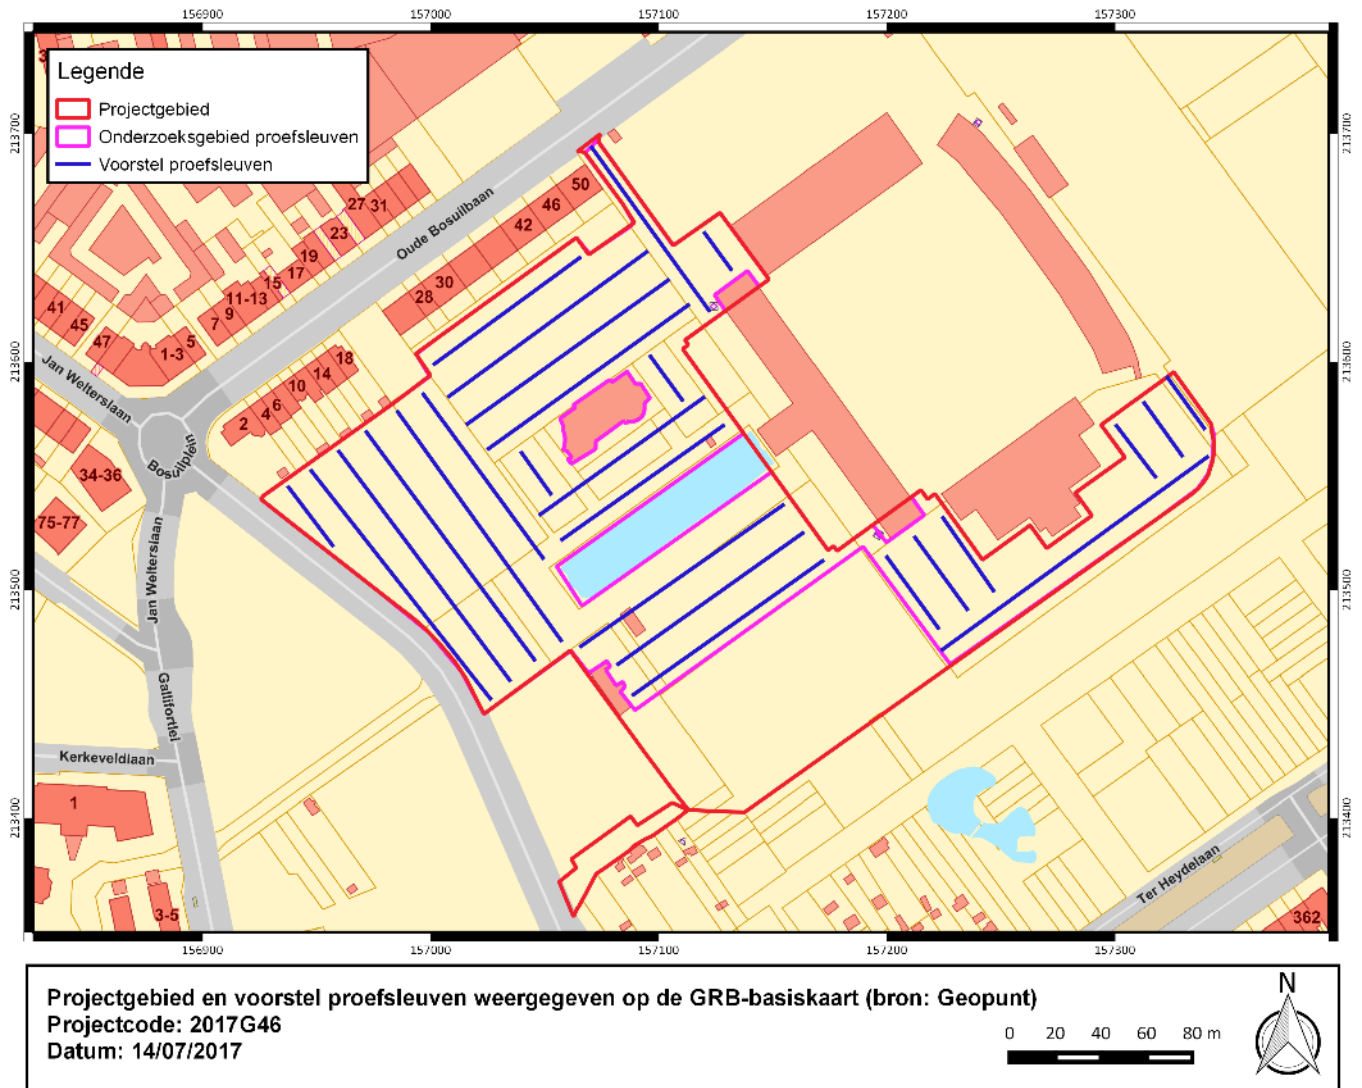 156900 157000 157100 157200 157300
Legende
Projectgebied
Onderzoeksgebied proefsleuven
Voorstel proefsleuven
213700
213700
50
46
42
30
28
Oude Bosuilbaan
27
31
23
19
17
15
11-13
9
7
5
1-3
41
45
47
213600
213600
Jan Welterslaan
18
14
10
6
4
2
Bosuilplein
34-36
75-77
Jan Welterslaan
213500
213500
Gallifortlei
Kerkeveldlaan
1
3-5
213400
213400
Ter Heydelaan
362
156900 157000 157100 157200 157300
Projectgebied en voorstel proefsleuven weergegeven op de GRB-basiskaart (bron: Geopunt)
Projectcode: 2017G46
Datum: 14/07/2017
0 20 40 60 80 m
N